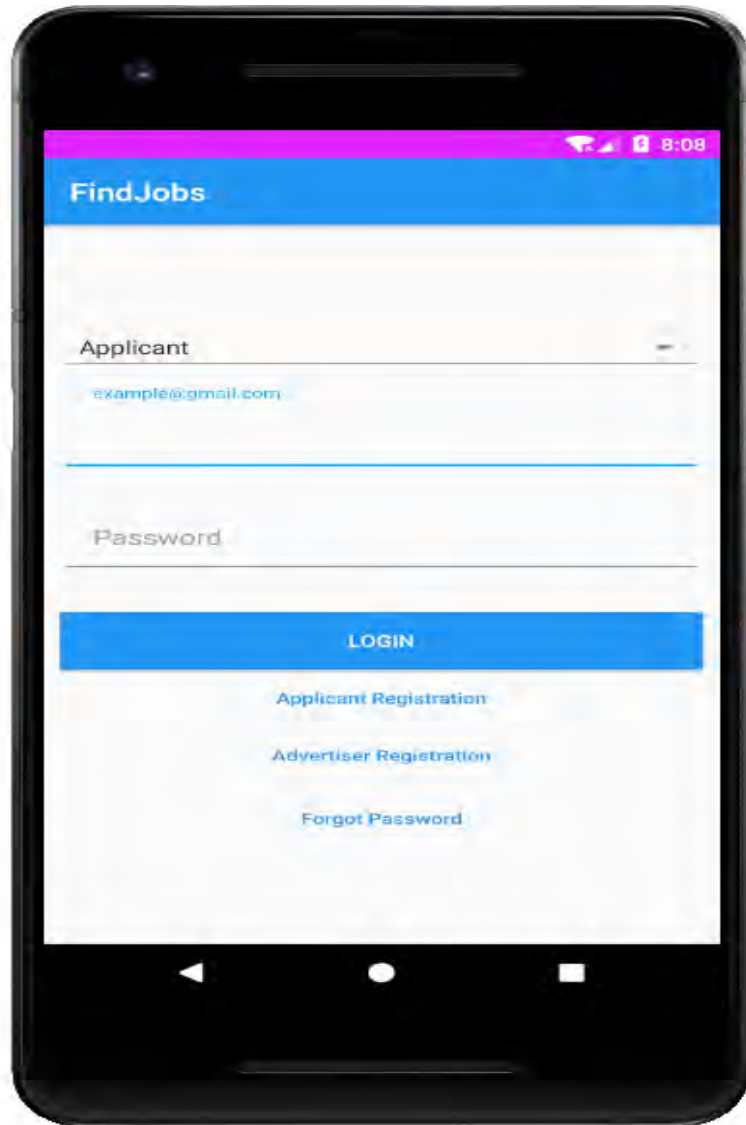 8:08
FindJobs
Applicant
example@gmail.com
Password
LOGIN
Applicant Registration
Advertiser Registration
Forgot Password